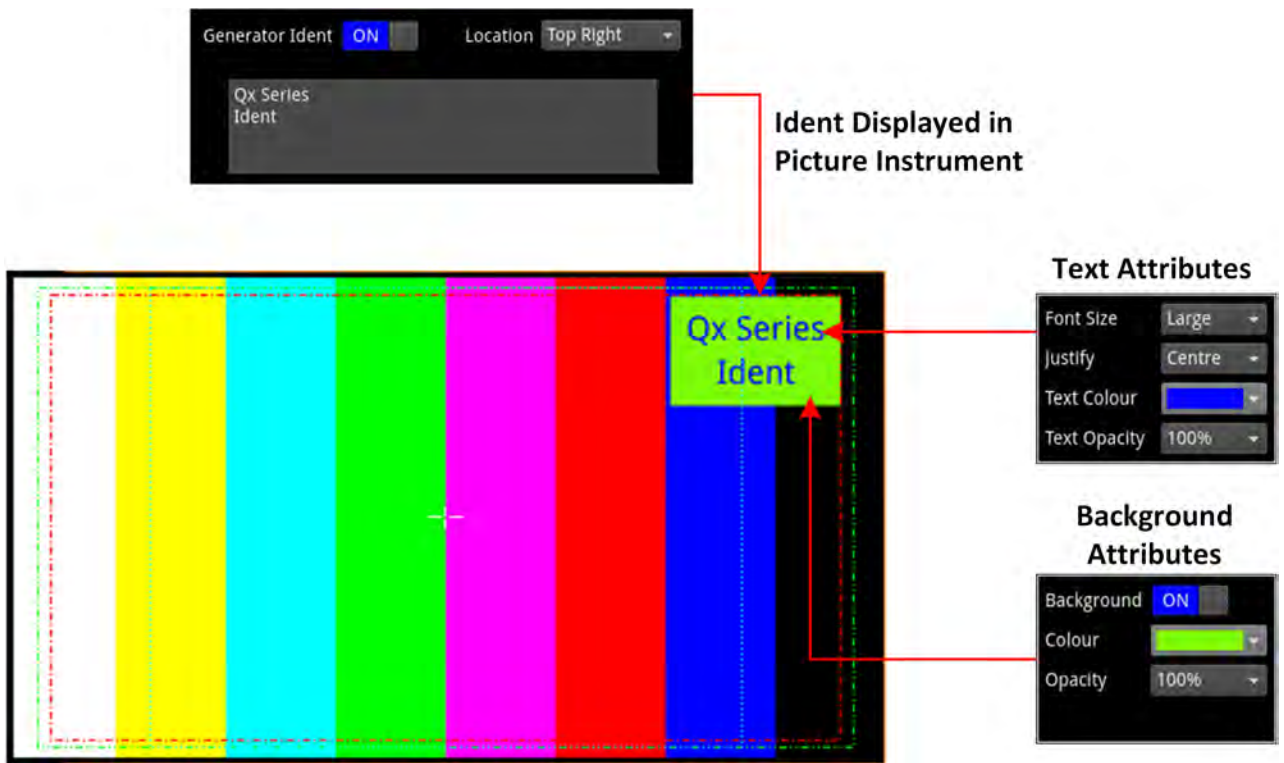 Generator Ident ON Location Top Right
Qx Series
Ident
Ident Displayed in
Picture Instrument
Qx Series
Ident
Text Attributes
Font Size Large
Justify Centre
Text Colour
Text Opacity 100%
Background
Attributes
Background ON
Colour
Opacity 100%